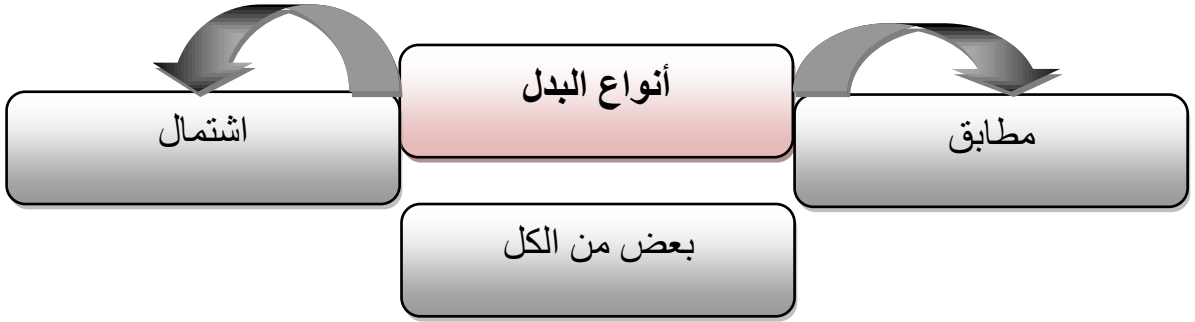 أنواع البدل
مطابق
اشتمال
بعض من الكل